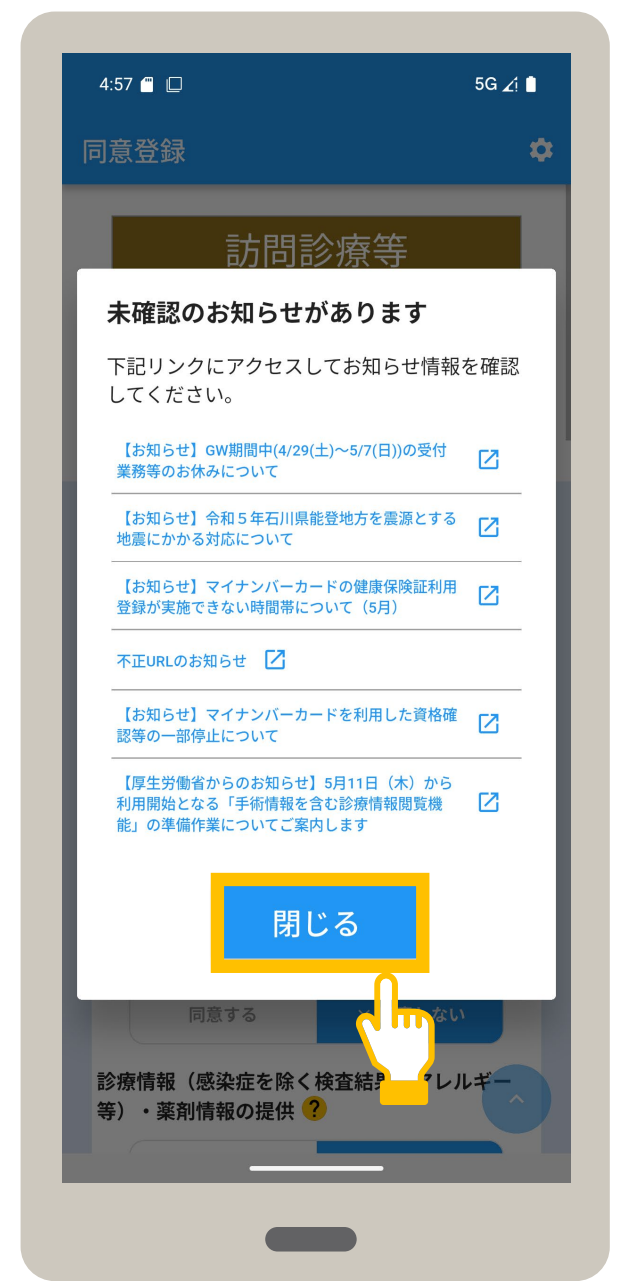 4:57
5G
同意登録
訪問診療等
未確認のお知らせがあります
下記リンクにアクセスしてお知らせ情報を確認
してください。
【お知らせ】GW期間中(4/29(土)～5/7(日))の受付
業務等のお休みについて
【お知らせ】令和５年石川県能登地方を震源とする
地震にかかる対応について
【お知らせ】マイナンバーカードの健康保険証利用
登録が実施できない時間帯について（5月）
不正URLのお知らせ
【お知らせ】マイナンバーカードを利用した資格確
認等の一部停止について
【厚生労働省からのお知らせ】5月11日（木）から
利用開始となる「手術情報を含む診療情報閲覧機
能」の準備作業についてご案内します
閉じる
同意する
ない
診療情報（感染症を除く検査結 レルギー
等）・薬剤情報の提供 ?